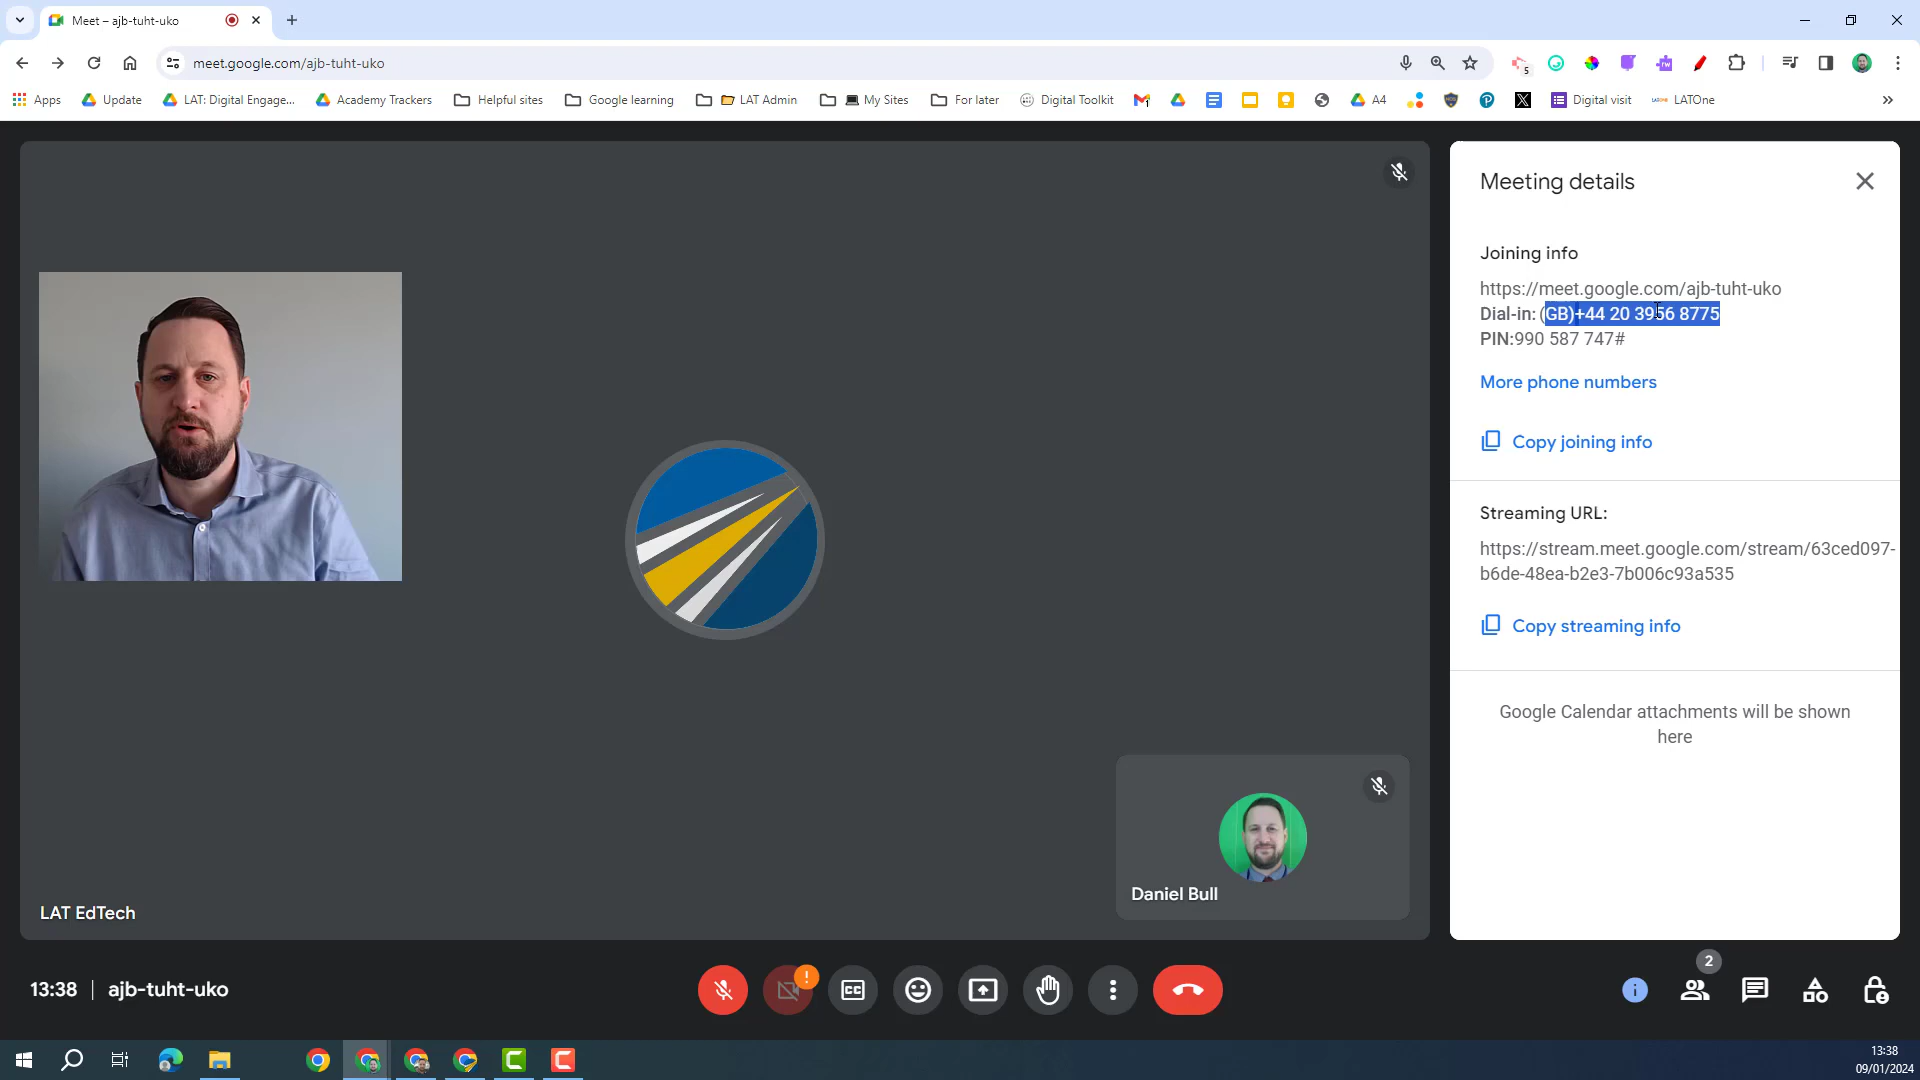 Meet – ajb-tuht-uko
meet.google.com/ajb-tuht-uko
5
Apps
Update
LAT: Digital Engage...
Academy Trackers
Helpful sites
Google learning
LAT Admin
My Sites
For later
Digital Toolkit
A4
Digital visit
LATOne
Meeting details
Joining info
https://meet.google.com/ajb-tuht-uko
Dial-in: (GB)+44 20 3956 8775
PIN:990 587 747#
More phone numbers
Copy joining info
Streaming URL:
https://stream.meet.google.com/stream/63ced097-
b6de-48ea-b2e3-7b006c93a535
Copy streaming info
Google Calendar attachments will be shown
here
Daniel Bull
LAT EdTech
13:38 | ajb-tuht-uko
!
CC
2
13:38
09/01/2024